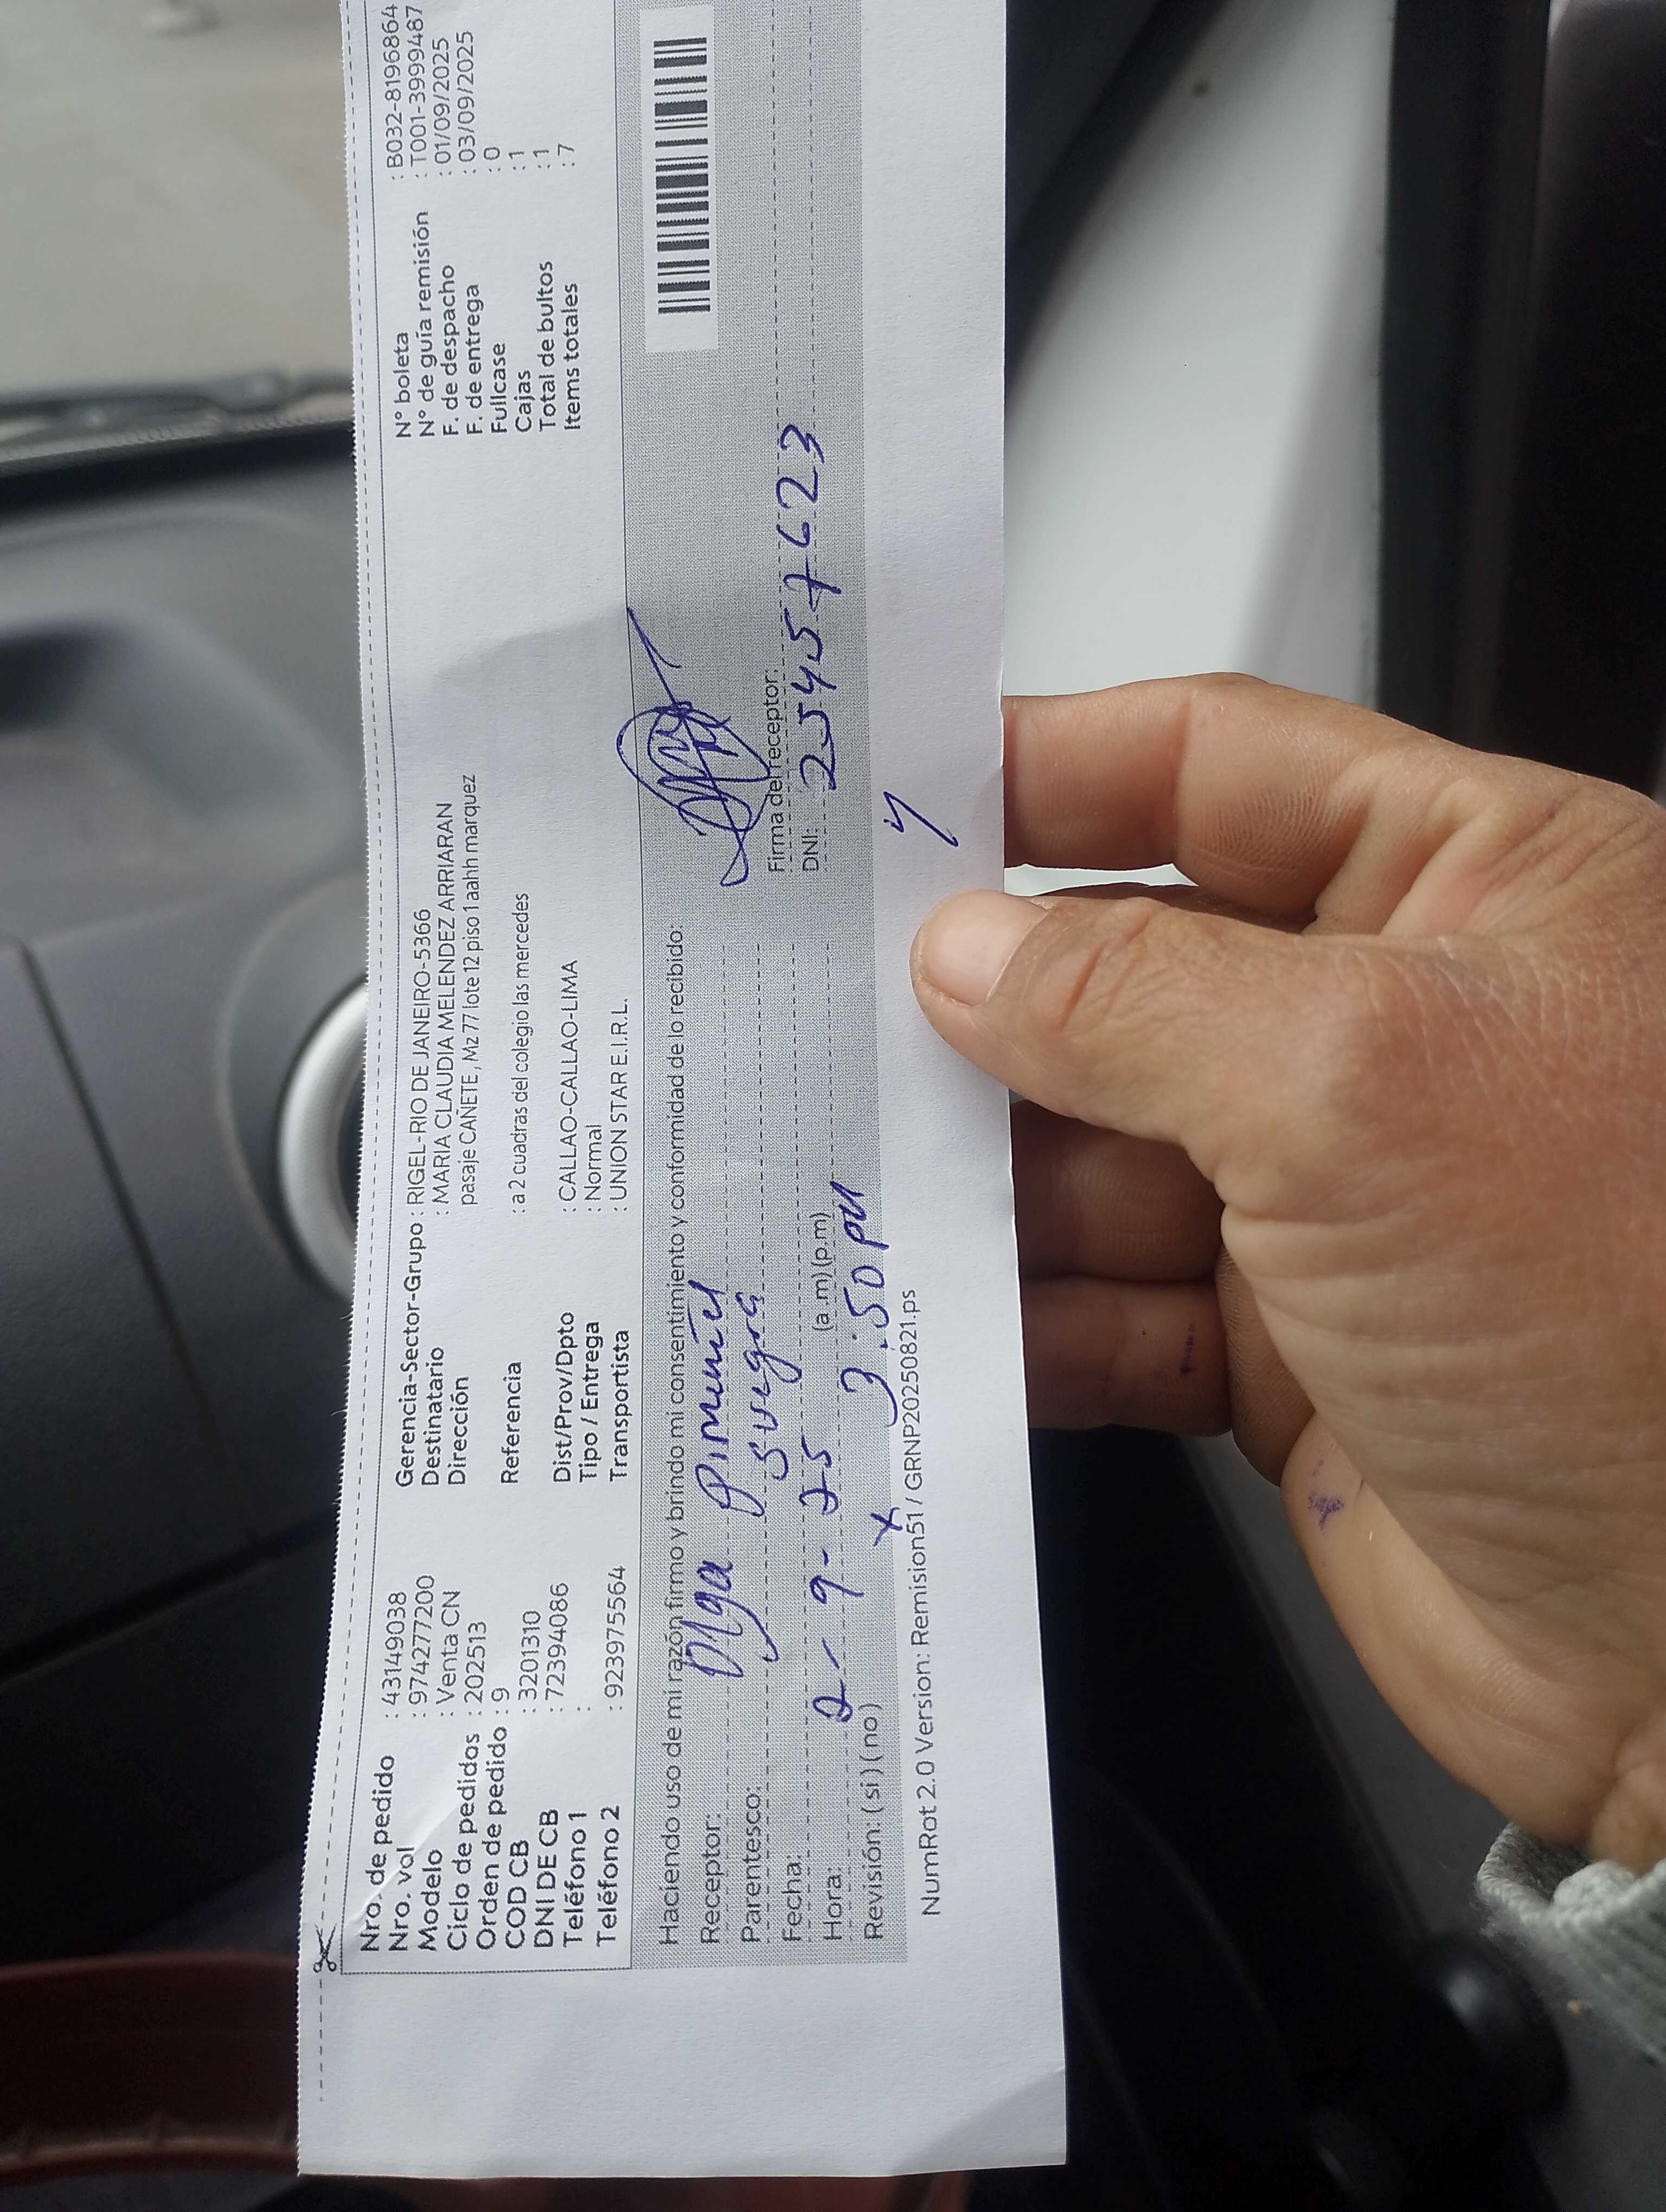 Nro. de pedido : 43149038
Nro. vol : 9742777200
Modelo : Venta CN
Ciclo de pedidos : 202513
Orden de pedido : 9
COD CB : 3201310
DNI DE CB : 72394086
Teléfono 1 :
Teléfono 2 : 923975564
Gerencia-Sector-Grupo : RIGEL-RIO DE JANEIRO-5366
Destinatario : MARIA CLAUDIA MELENDEZ ARRIARAN
Dirección pasaje CAÑETE , Mz 77 lote 12 piso 1 aahh marquez
Referencia : a 2 cuadras del colegio las mercedes
Dist/Prov/Dpto : CALLAO-CALLAO-LIMA
Tipo / Entrega : Normal
Transportista : UNION STAR E.I.R.L.
N° boleta : B032-8196864
N° de guía remisión : T001-39999487
F. de despacho : 01/09/2025
F. de entrega : 03/09/2025
Fullcase : 0
Cajas : 1
Total de bultos : 1
Items totales : 7
Haciendo uso de mi razón firmo y brindo mi consentimiento y conformidad de lo recibido:
Receptor: Olga Pimentel
Parentesco: suegra
Fecha: 2 - 9 - 25
Hora: (a.m) (p.m) 3:50 pm
Revisión: ( si ) ( no ) x
Firma del receptor:
DNI: 25457623
NumRot 2.0 Version: Remision51 / GRNP20250821.ps